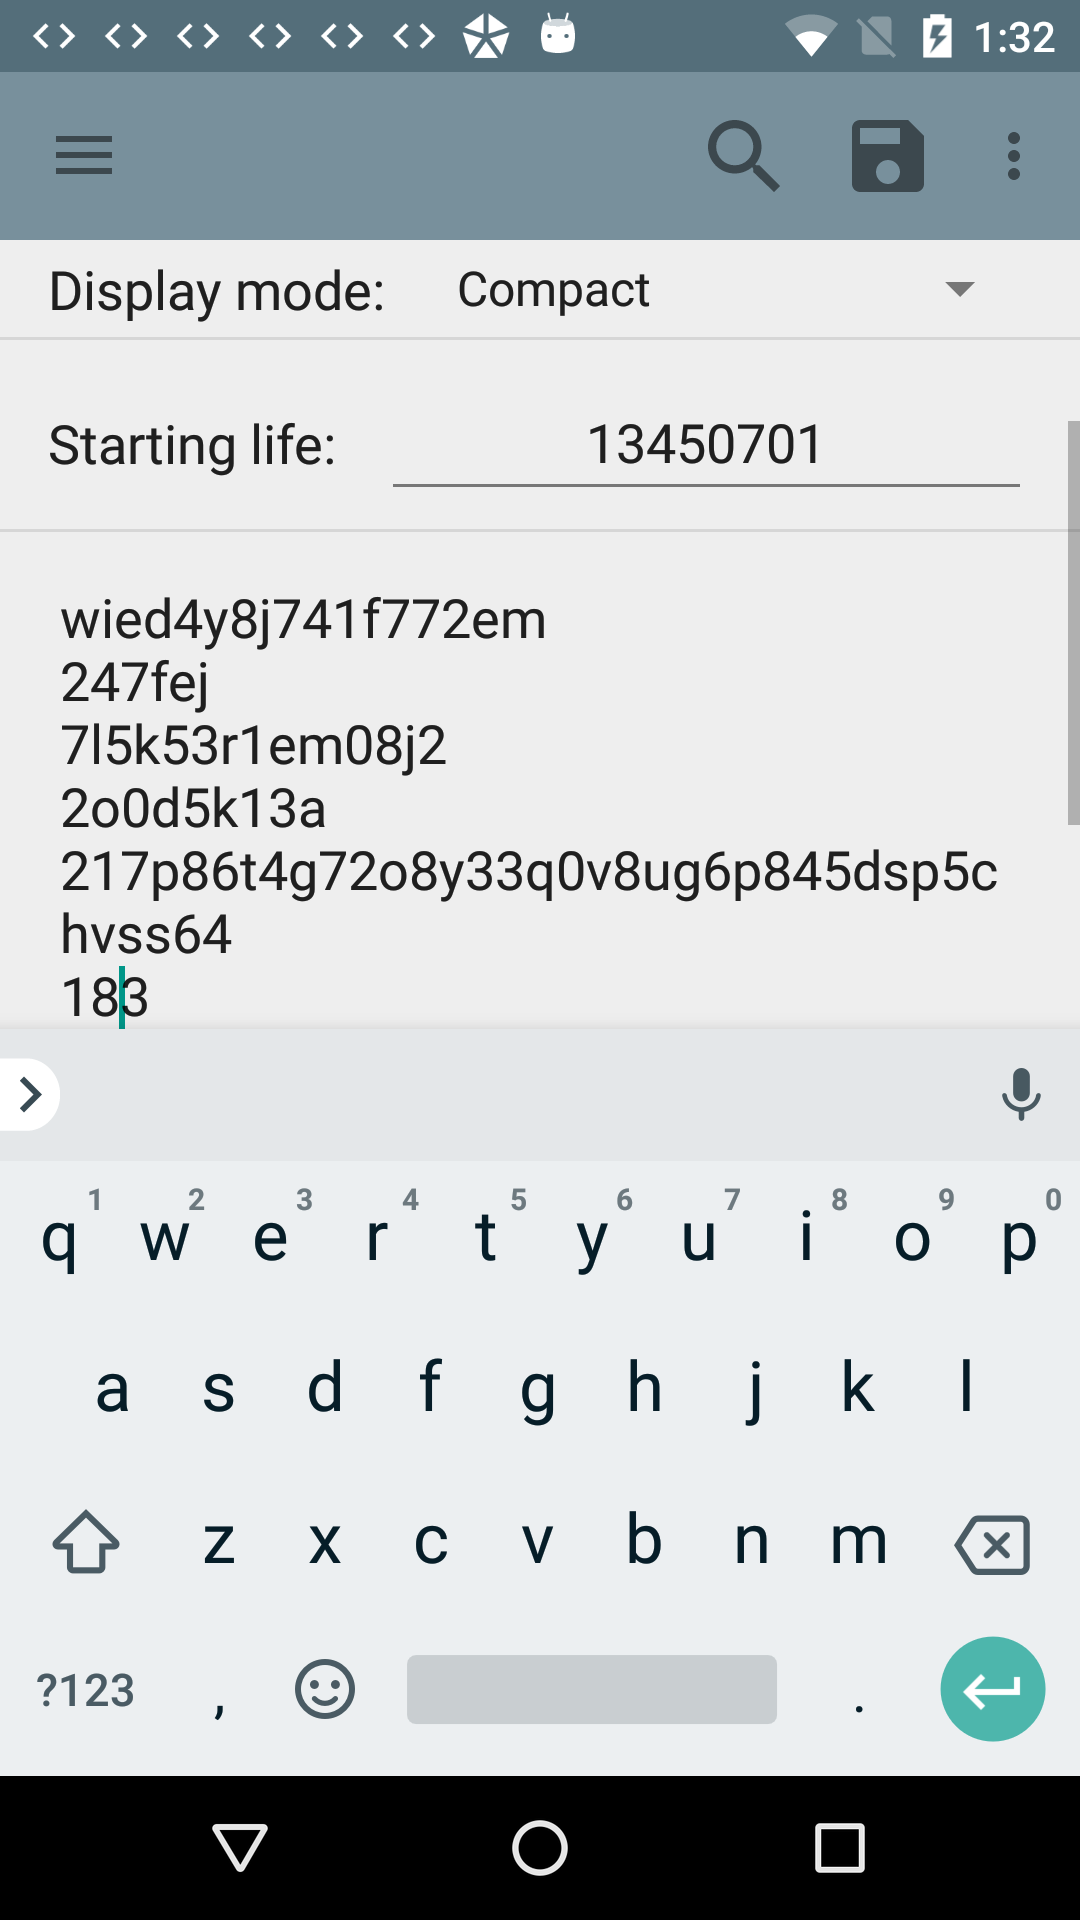 1:32
Display mode: Compact
Starting life: 13450701
wied4y8j741f772em
247fej
7l5k53r1em08j2
2o0d5k13a
217p86t4g72o8y33q0v8ug6p845dsp5c
hvss64
183
1 2 3 4 5 6 7 8 9 0
q w e r t y u i o p
a s d f g h j k l
z x c v b n m
?123 , .